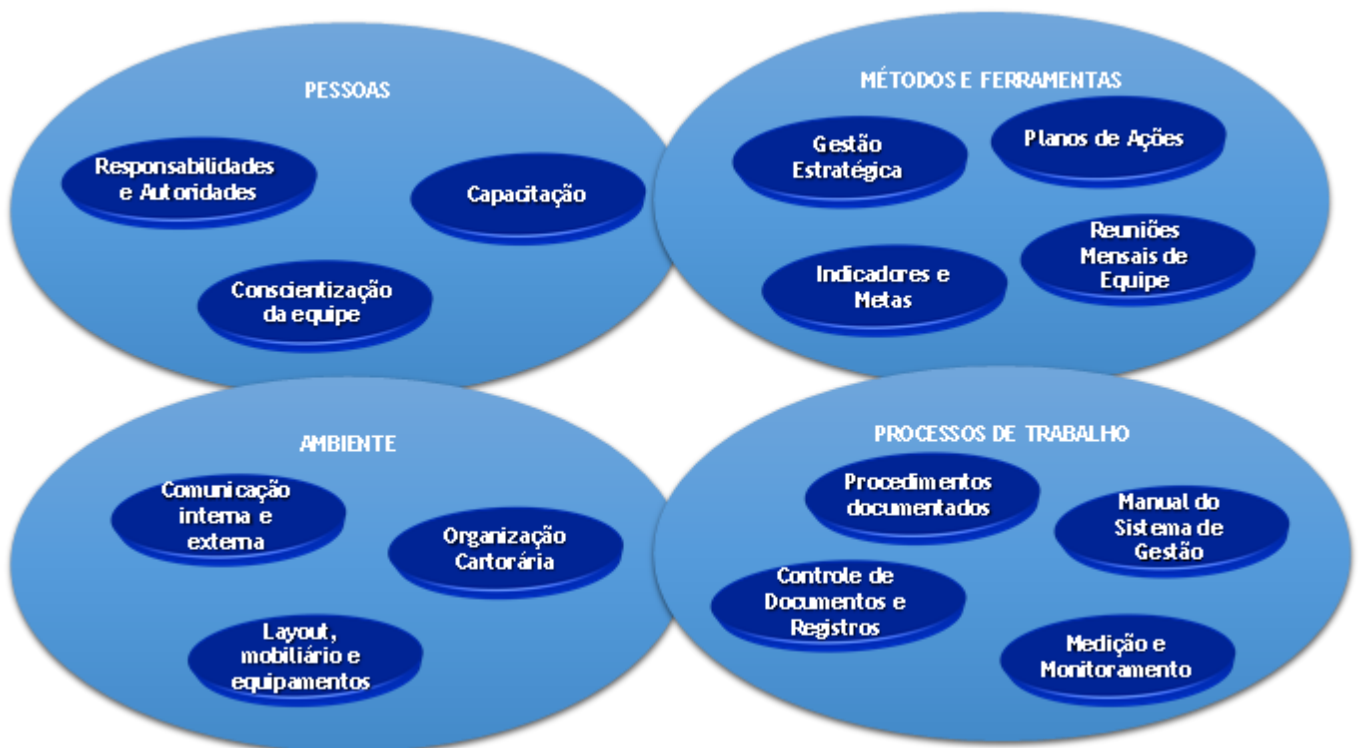 PESSOAS
Responsabilidades
e Autoridades
Capacitação
Conscientização
da equipe
MÉTODOS E FERRAMENTAS
Gestão
Estratégica
Planos de Ações
Indicadores e
Metas
Reuniões
Mensais de
Equipe
AMBIENTE
Comunicação
interna e
externa
Organização
Cartorária
Layout,
mobiliário e
equipamentos
PROCESSOS DE TRABALHO
Procedimentos
documentados
Manual do
Sistema de
Gestão
Controle de
Documentos e
Registros
Medição e
Monitoramento